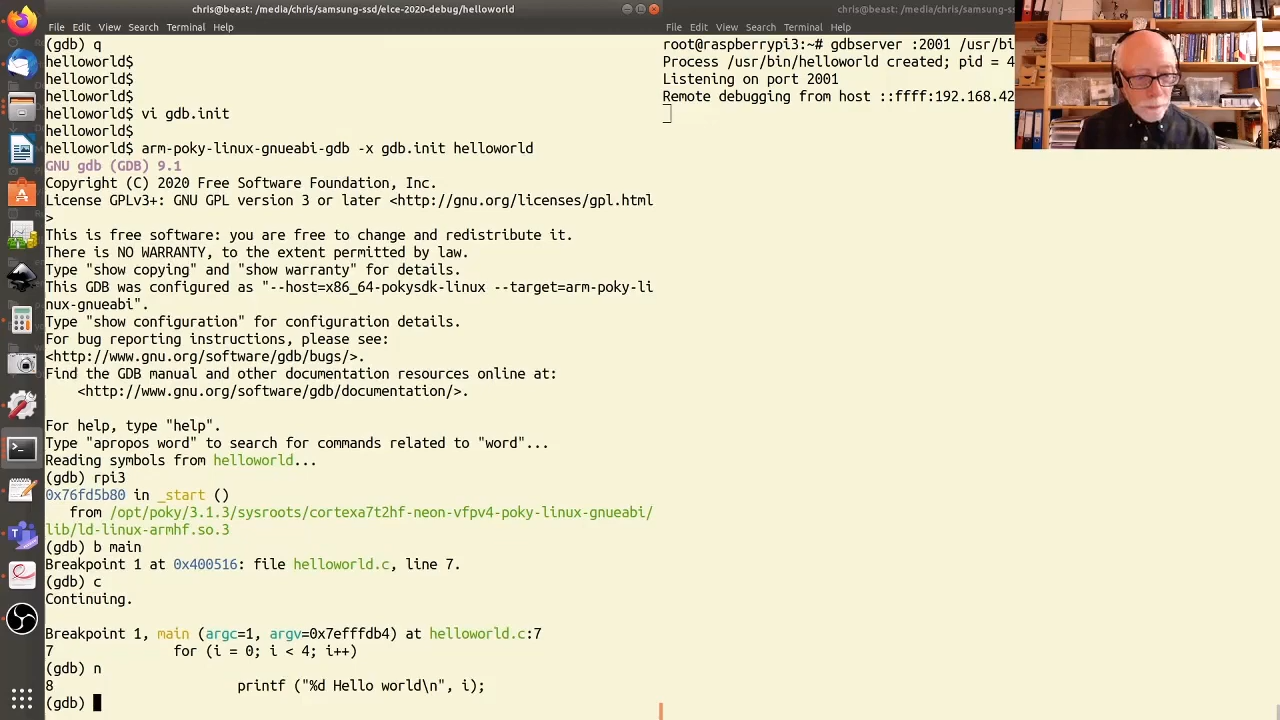 chris@beast: /media/chris/samsung-ssd/elce-2020-debug/helloworld
File Edit View Search Terminal Help
(gdb) q
helloworld$
helloworld$
helloworld$
helloworld$ vi gdb.init
helloworld$
helloworld$ arm-poky-linux-gnueabi-gdb -x gdb.init helloworld
GNU gdb (GDB) 9.1
Copyright (C) 2020 Free Software Foundation, Inc.
License GPLv3+: GNU GPL version 3 or later <http://gnu.org/licenses/gpl.html
>
This is free software: you are free to change and redistribute it.
There is NO WARRANTY, to the extent permitted by law.
Type "show copying" and "show warranty" for details.
This GDB was configured as "--host=x86_64-pokysdk-linux --target=arm-poky-li
nux-gnueabi".
Type "show configuration" for configuration details.
For bug reporting instructions, please see:
<http://www.gnu.org/software/gdb/bugs/>.
Find the GDB manual and other documentation resources online at:
    <http://www.gnu.org/software/gdb/documentation/>.
For help, type "help".
Type "apropos word" to search for commands related to "word"...
Reading symbols from helloworld...
(gdb) rpi3
0x76fd5b80 in _start ()
   from /opt/poky/3.1.3/sysroots/cortexa7t2hf-neon-vfpv4-poky-linux-gnueabi/
lib/ld-linux-armhf.so.3
(gdb) b main
Breakpoint 1 at 0x400516: file helloworld.c, line 7.
(gdb) c
Continuing.
Breakpoint 1, main (argc=1, argv=0x7efffdb4) at helloworld.c:7
7               for (i = 0; i < 4; i++)
(gdb) n
8                       printf ("%d Hello world\n", i);
(gdb)
chris@beast: /media/chris/samsung-ss
File Edit View Search Terminal Help
root@raspberrypi3:~# gdbserver :2001 /usr/bi
Process /usr/bin/helloworld created; pid = 4
Listening on port 2001
Remote debugging from host ::ffff:192.168.42